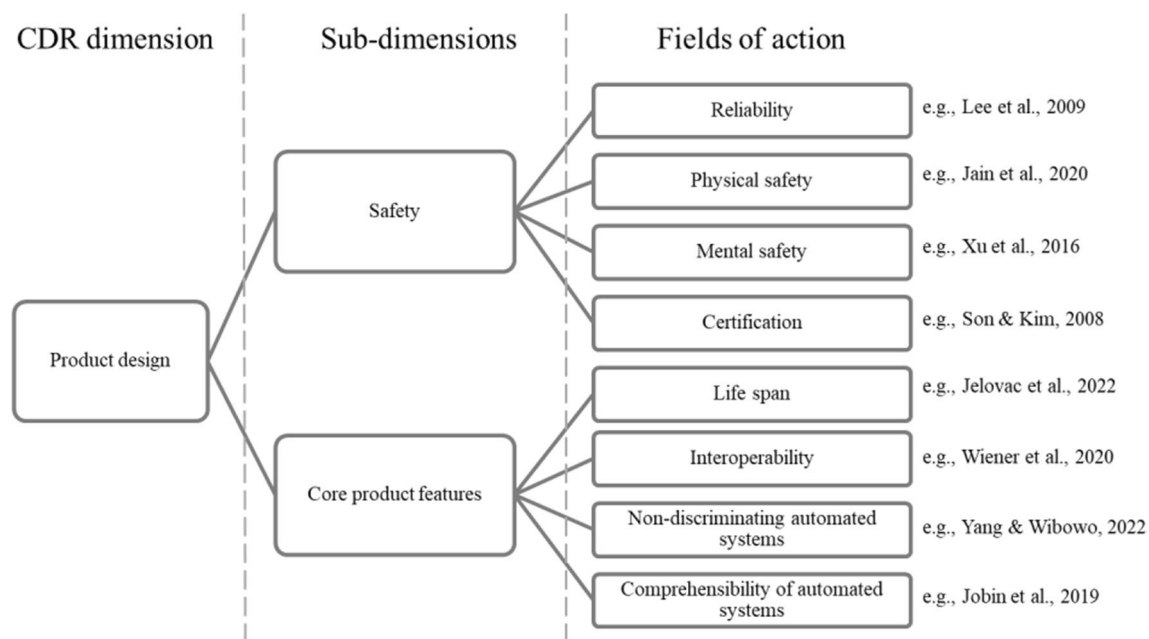 CDR dimension
Sub-dimensions
Fields of action
Product design
Safety
Reliability
e.g., Lee et al., 2009
Physical safety
e.g., Jain et al., 2020
Mental safety
e.g., Xu et al., 2016
Certification
e.g., Son & Kim, 2008
Core product features
Life span
e.g., Jelovac et al., 2022
Interoperability
e.g., Wiener et al., 2020
Non-discriminating automated
systems
e.g., Yang & Wibowo, 2022
Comprehensibility of automated
systems
e.g., Jobin et al., 2019